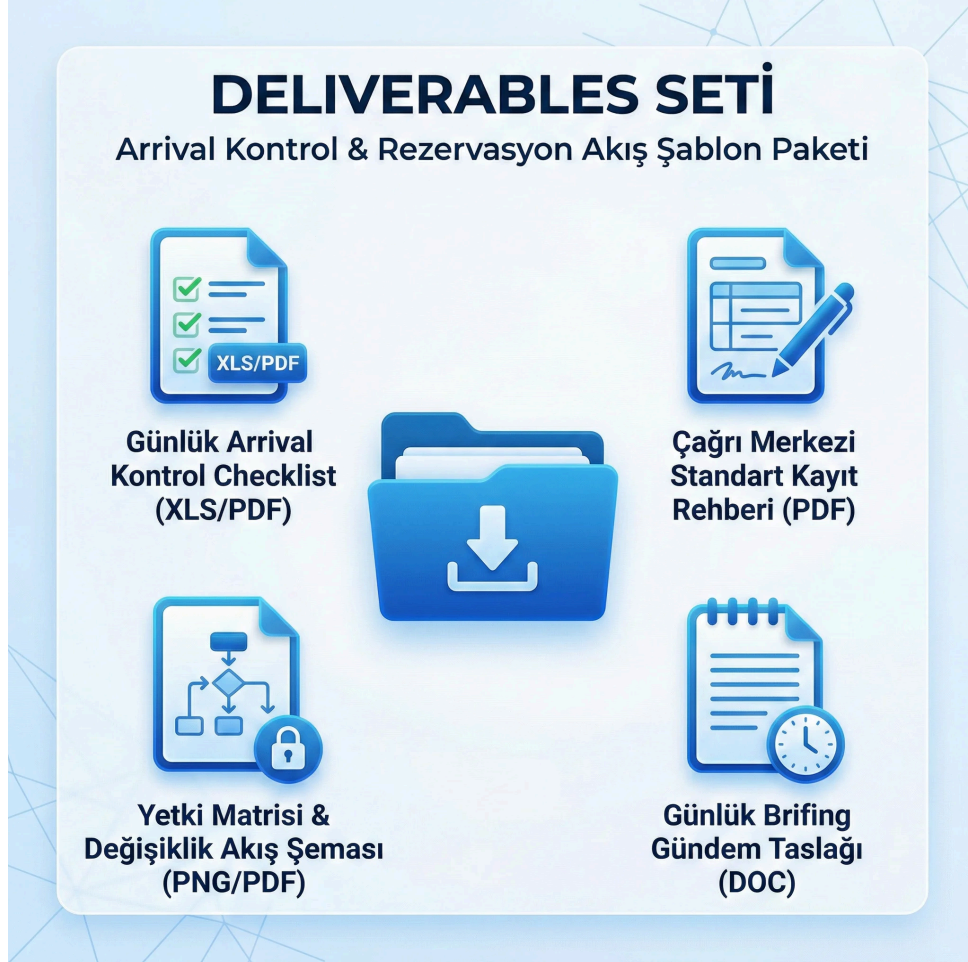 DELIVERABLES SETİ
Arrival Kontrol & Rezervasyon Akış Şablon Paketi
XLS/PDF
Günlük Arrival
Kontrol Checklist
(XLS/PDF)
Çağrı Merkezi
Standart Kayıt
Rehberi (PDF)
Yetki Matrisi &
Değişiklik Akış Şeması
(PNG/PDF)
Günlük Brifing
Gündem Taslağı
(DOC)